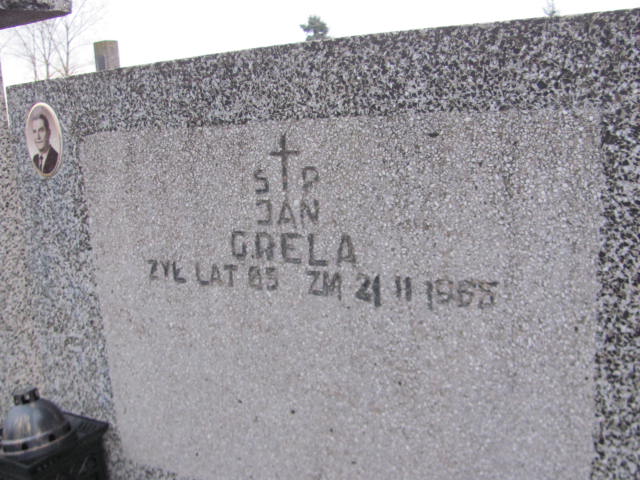 Ś P
JAN
GRELA
ŻYŁ LAT 85 ZM 21 II 1965